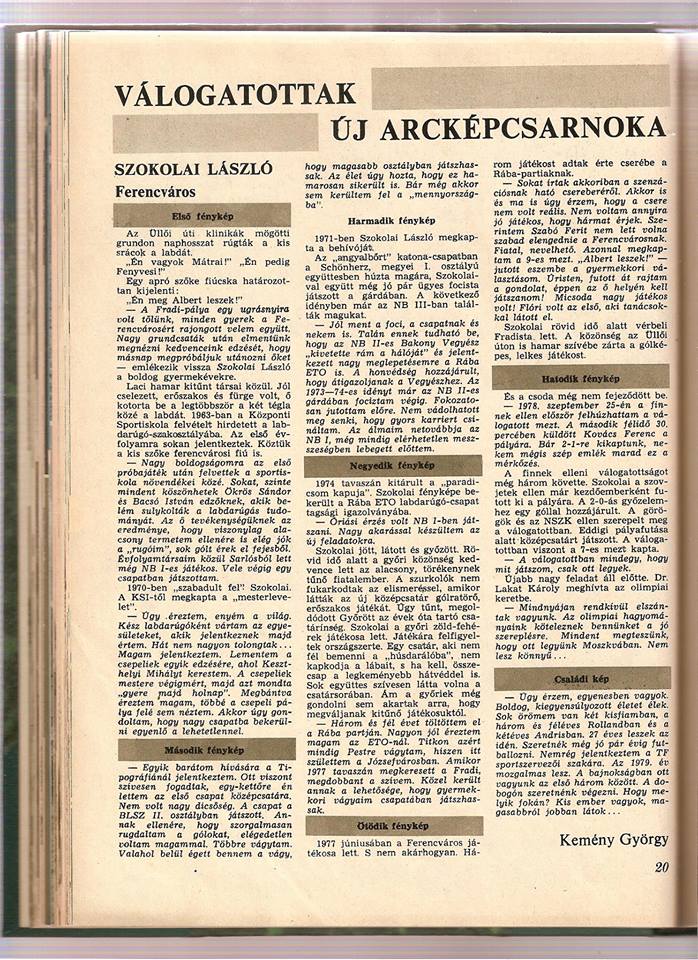 VÁLOGATOTTAK
ÚJ ARCKÉPCSARNOKA
SZOKOLAI LÁSZLÓ
Ferencváros
Első fénykép
Az Üllői úti klinikák mögötti
grundon naphosszat rúgták a kis
srácok a labdát.
„Én vagyok Mátrai!" „Én pedig
Fenyvesi!"
Egy apró szőke fiúcska határozot-
tan kijelenti:
„Én meg Albert leszek!"
— A Fradi-pálya egy ugrásnyira
volt tőlünk, minden gyerek a Fe-
rencvárosért rajongott velem együtt.
Nagy grundcsaták után elmentünk
megnézni kedvenceink edzését, hogy
másnap megpróbáljuk utánozni őket
— emlékezik vissza Szokolai László
a boldog gyermekévekre.
Laci hamar kitűnt társai közül. Jól
cselezett, erőszakos és fürge volt, ő
kotorta be a legtöbbször a két tégla
közé a labdát. 1963-ban a Központi
Sportiskola felvételt hirdetett a lab-
darúgó-szakosztályába. Az első év-
folyamra sokan jelentkeztek. Köztük
a kis szőke ferencvárosi fiú is.
— Nagy boldogságomra az első
próbajáték után felvettek a sportis-
kola növendékei közé. Sokat, szinte
mindent köszönhetek Ökrös Sándor
és Bacsó István edzőknek, akik be-
lém sulykolták a labdarúgás tudo-
mányát. Az ő tevékenységüknek az
eredménye, hogy viszonylag ala-
csony termetem ellenére is elég jók
a „rugóim", sok gólt érek el fejesből.
Évfolyamtársaim közül Sarlósból lett
még NB I-es játékos. Vele végig egy
csapatban játszottam.
1970-ben „szabadult fel" Szokolai.
A KSI-től megkapta a „mesterleve-
let".
— Úgy éreztem, enyém a világ.
Kész labdarúgóként vártam az egye-
sületeket, akik jelentkeznek majd
értem. Hát nem nagyon tolongtak...
Magam jelentkeztem. Lementem a
csepeliek egyik edzésére, ahol Keszt-
helyi Mihályt kerestem. A csepeliek
mestere végigmért, majd azt mondta
„gyere majd holnap". Megbántva
éreztem magam, többé a csepeli pá-
lya felé sem néztem. Akkor úgy gon-
doltam, hogy nagy csapatba bekerül-
ni egyenlő a lehetetlennel.
Második fénykép
— Egyik barátom hívására a Ti-
pográfiánál jelentkeztem. Ott viszont
szívesen fogadtak, egy-kettőre én
lettem az első csapat középcsatára.
Nem volt nagy dicsőség. A csapat a
BLSZ II. osztályban játszott. An-
nak ellenére, hogy szorgalmasan
rugdaltam a gólokat, elégedetlen
voltam magammal. Többre vágytam.
Valahol belül égett bennem a vágy,
hogy magasabb osztályban játszhas-
sak. Az élet úgy hozta, hogy ez ha-
marosan sikerült is. Bár még akkor
sem kerültem fel a „mennyország-
ba".
Harmadik fénykép
1971-ben Szokolai László megkap-
ta a behívóját.
Az „angyalbőrt" katona-csapatban
a Schönherz, megyei I. osztályú
együttesben húzta magára, Szokolai-
val együtt még jó pár ügyes focista
játszott a gárdában. A következő
idényben már az NB III-ban talál-
ták magukat.
— Jól ment a foci, a csapatnak és
nekem is. Talán ennek tudható be,
hogy az NB II-es Bakony Vegyész
„kivetette rám a hálóját" és jelent-
kezett nagy meglepetésemre a Rába
ETO is. A honvédség hozzájárult,
hogy átigazoljanak a Vegyészhez. Az
1973—74-es idényt már az NB II-es
gárdában fociztam végig. Fokozato-
san jutottam előre. Nem vádolhatott
meg senki, hogy gyors karriert csi-
náltam. Az álmaim netovábbja az
NB I, még mindig elérhetetlen mesz-
szeségben lebegett előttem.
Negyedik fénykép
1974 tavaszán kitárult a „paradi-
csom kapuja". Szokolai fényképe be-
került a Rába ETO labdarúgó-csapat
tagsági igazolványába.
— Óriási érzés volt NB I-ben ját-
szani. Nagy akarással készültem az
új feladatokra.
Szokolai jött, látott és győzött. Rö-
vid idő alatt a győri közönség ked-
vence lett az alacsony, törékenynek
tűnő fiatalember. A szurkolók nem
fukarkodtak az elismeréssel, amikor
látták az új középcsatár gólratörő,
erőszakos játékát. Úgy tűnt, megol-
dódott Győrött az évek óta tartó csa-
tárínség. Szokolai a győri zöld-fehé-
rek játékosa lett. Játékára felfigyel-
tek országszerte. Egy csatár, aki nem
fél bemenni a „húsdarálóba", nem
kapkodja a lábait, s ha kell, össze-
csap a legkeményebb hátvéddel is.
Sok együttes szívesen látta volna a
csatársorában. Ám a győriek még
gondolni sem akartak arra, hogy
megváljanak kitűnő játékosuktól.
— Három és fél évet töltöttem el
a Rába partján. Nagyon jól éreztem
magam az ETO-nál. Titkon azért
mindig Pestre vágytam, hiszen itt
születtem a Józsefvárosban. Amikor
1977 tavaszán megkeresett a Fradi,
megdobbant a szívem. Közel került
annak a lehetősége, hogy gyermek-
kori vágyaim csapatában játszhas-
sak.
Ötödik fénykép
1977 júniusában a Ferencváros já-
tékosa lett. S nem akárhogyan. Há-
rom játékost adtak érte cserébe a
Rába-partiaknak.
— Sokat írtak akkoriban a szenzá-
ciósnak ható csereberéről. Akkor is
és ma is úgy érzem, hogy a csere
nem volt reális. Nem voltam annyira
jó játékos, hogy hármat érjek. Sze-
rintem Szabó Ferit nem lett volna
szabad elengednie a Ferencvárosnak.
Fiatal, nevelhető. Azonnal megkap-
tam a 9-es mezt. „Albert leszek!" —
jutott eszembe a gyermekkori vá-
lasztásom. Úristen, futott át rajtam
a gondolat, éppen az ő helyén kell
játszanom! Micsoda nagy játékos
volt! Flóri volt az első, aki tanácsok-
kal látott el.
Szokolai rövid idő alatt vérbeli
Fradista lett. A közönség az Üllői
úton is hamar szívébe zárta a gólké-
pes, lelkes játékost.
Hatodik fénykép
És a csoda még nem fejeződött be.
— 1978. szeptember 25-én a fin-
nek ellen először felhúzhattam a vá-
logatott mezt. A második félidő 30.
percében küldött Kovács Ferenc a
pályára. Bár 2-1-re kikaptunk, ne-
kem mégis szép emlék marad ez a
mérkőzés.
A finnek elleni válogatottságot
még három követte. Szokolai a szov-
jetek ellen már kezdőemberként fu-
tott ki a pályára. A 2-0-ás győzelem-
hez egy góllal hozzájárult. A görö-
gök és az NSZK ellen szerepelt még
a válogatottban. Eddigi pályafutása
alatt középcsatárt játszott. A váloga-
tottban viszont a 7-es mezt kapta.
— A válogatottban mindegy, hogy
mit játszom, csak ott legyek.
Újabb nagy feladat áll előtte. Dr.
Lakat Károly meghívta az olimpiai
keretbe.
— Mindnyájan rendkívül elszán-
tak vagyunk. Az olimpiai hagyomá-
nyaink köteleznek bennünket a jó
szereplésre. Mindent megteszünk,
hogy ott legyünk Moszkvában. Nem
lesz könnyű...
Családi kép
— Úgy érzem, egyenesben vagyok.
Boldog, kiegyensúlyozott életet élek.
Sok örömem van két kisfiamban, a
három és féléves Rollandban és a
kétéves Andrisban. 27 éves leszek az
idén. Szeretnék még jó pár évig fut-
ballozni. Nemrég jelentkeztem a TF
sportszervezői szakára. Az 1979. év
mozgalmas lesz. A bajnokságban ott
vagyunk az első három között. A do-
bogón szeretnénk végezni. Hogy me-
lyik fokán? Kis ember vagyok, ma-
gasabbról jobban látok...
Kemény György
20